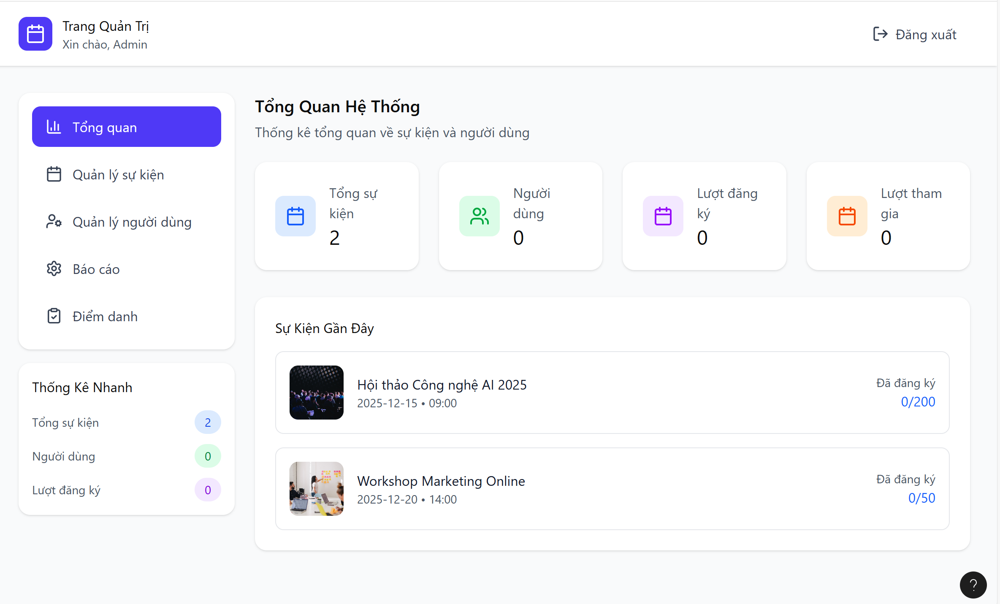 Trang Quản Trị
Xin chào, Admin
Đăng xuất
Tổng quan
Quản lý sự kiện
Quản lý người dùng
Báo cáo
Điểm danh
Thống Kê Nhanh
Tổng sự kiện
2
Người dùng
0
Lượt đăng ký
0
Tổng Quan Hệ Thống
Thống kê tổng quan về sự kiện và người dùng
Tổng sự
kiện
2
Người
dùng
0
Lượt đăng
ký
0
Lượt tham
gia
0
Sự Kiện Gần Đây
Hội thảo Công nghệ AI 2025
2025-12-15 • 09:00
Đã đăng ký
0/200
Workshop Marketing Online
2025-12-20 • 14:00
Đã đăng ký
0/50
?